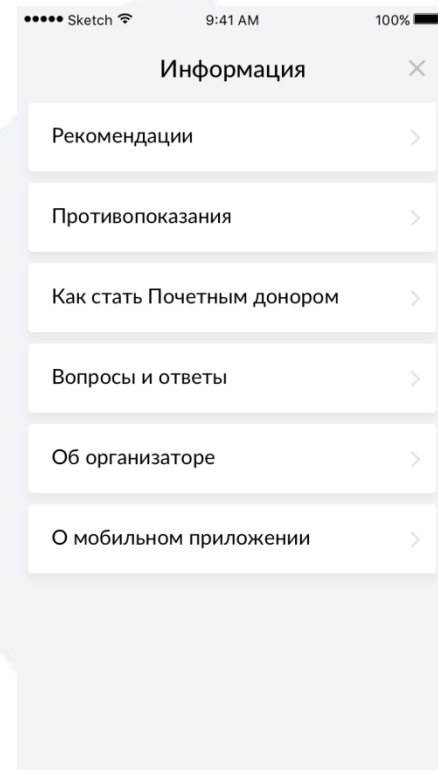 Sketch 9:41 AM 100%
Информация
Рекомендации
Противопоказания
Как стать Почетным донором
Вопросы и ответы
Об организаторе
О мобильном приложении